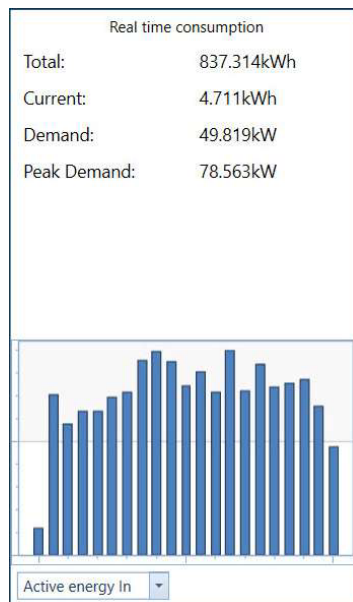 Real time consumption
Total: 837.314kWh
Current: 4.711kWh
Demand: 49.819kW
Peak Demand: 78.563kW
Active energy In